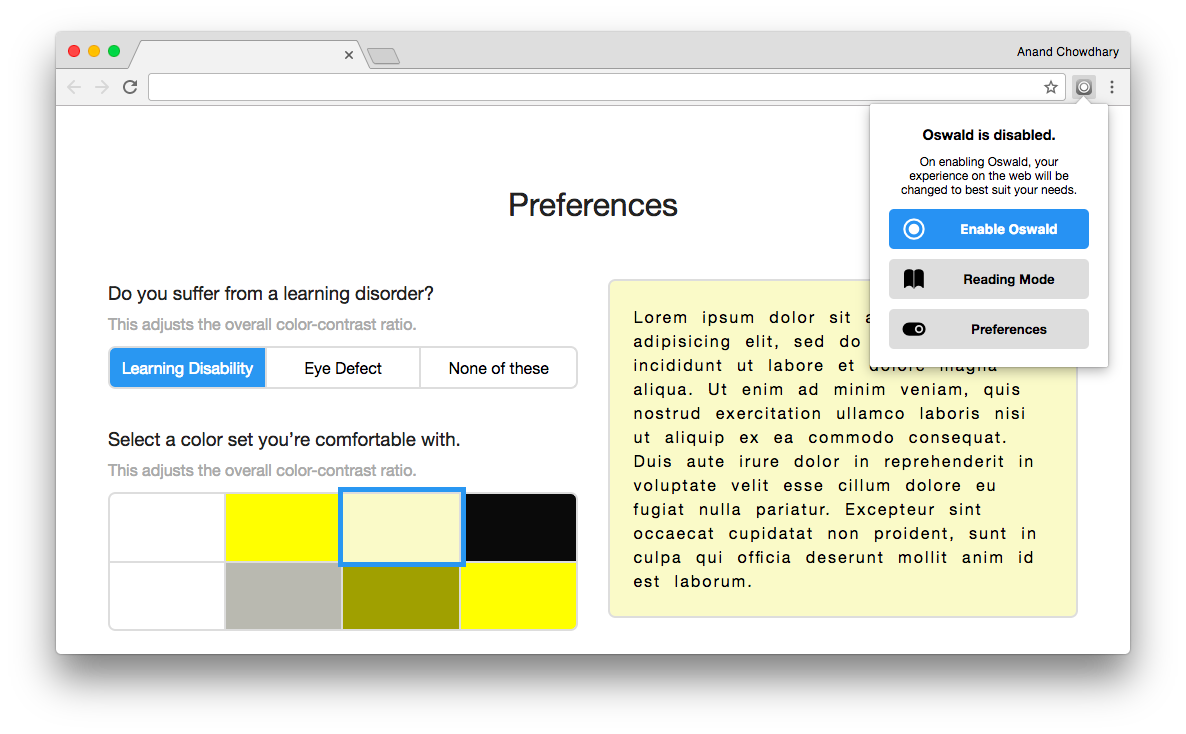 Anand Chowdhary
Oswald is disabled.
On enabling Oswald, your
experience on the web will be
changed to best suit your needs.
Enable Oswald
Reading Mode
Preferences
Preferences
Do you suffer from a learning disorder?
This adjusts the overall color-contrast ratio.
Learning Disability
Eye Defect
None of these
Select a color set you’re comfortable with.
This adjusts the overall color-contrast ratio.
Lorem ipsum dolor sit
adipisicing elit, sed do
incididunt ut labore et dolore magna
aliqua. Ut enim ad minim veniam, quis
nostrud exercitation ullamco laboris nisi
ut aliquip ex ea commodo consequat.
Duis aute irure dolor in reprehenderit in
voluptate velit esse cillum dolore eu
fugiat nulla pariatur. Excepteur sint
occaecat cupidatat non proident, sunt in
culpa qui officia deserunt mollit anim id
est laborum.